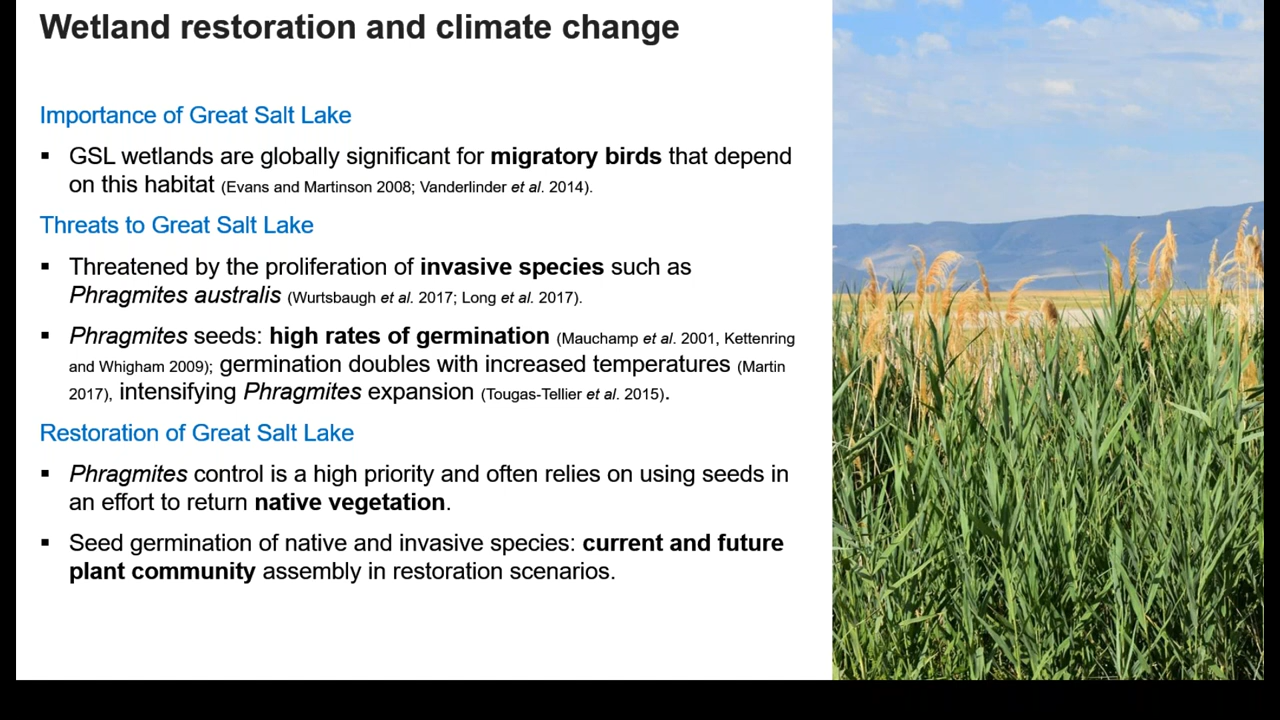 Wetland restoration and climate change
Importance of Great Salt Lake
▪ GSL wetlands are globally significant for migratory birds that depend
on this habitat (Evans and Martinson 2008; Vanderlinder et al. 2014).
Threats to Great Salt Lake
▪ Threatened by the proliferation of invasive species such as
Phragmites australis (Wurtsbaugh et al. 2017; Long et al. 2017).
▪ Phragmites seeds: high rates of germination (Mauchamp et al. 2001, Kettenring
and Whigham 2009); germination doubles with increased temperatures (Martin
2017), intensifying Phragmites expansion (Tougas-Tellier et al. 2015).
Restoration of Great Salt Lake
▪ Phragmites control is a high priority and often relies on using seeds in
an effort to return native vegetation.
▪ Seed germination of native and invasive species: current and future
plant community assembly in restoration scenarios.